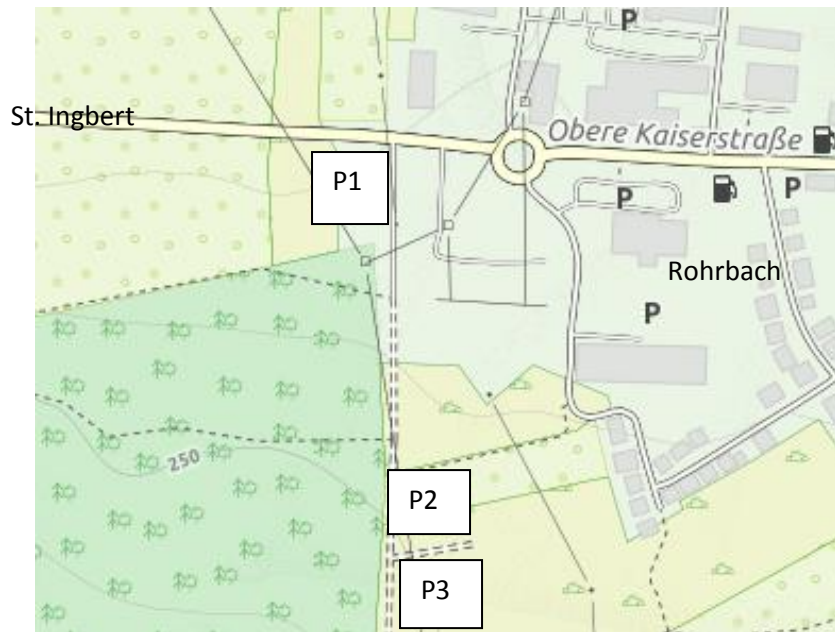 P
St. Ingbert
Obere Kaiserstraße
P1
P
P
Rohrbach
P
250
P2
P3